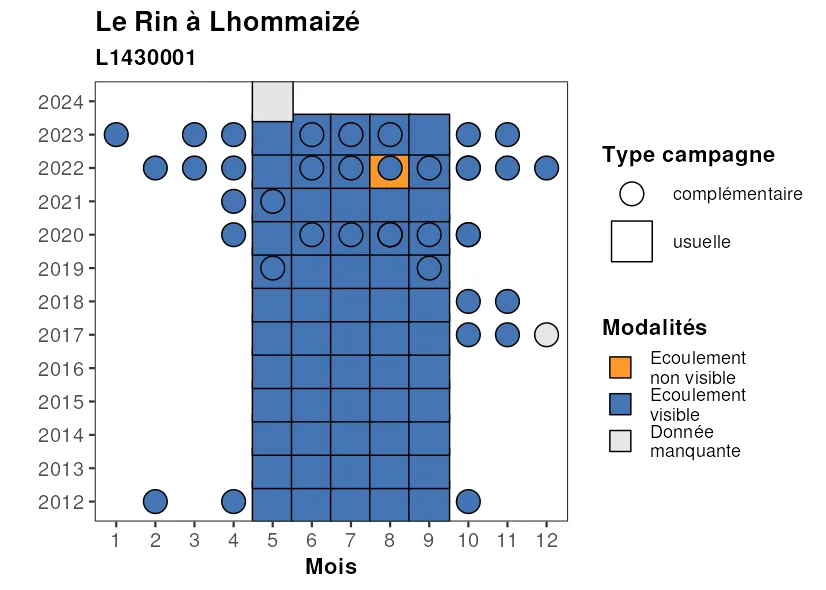 Le Rin à Lhommaizé
L1430001
2024
2023
2022
2021
2020
2019
2018
2017
2016
2015
2014
2013
2012
1 2 3 4 5 6 7 8 9 10 11 12
Mois
Type campagne
complémentaire
usuelle
Modalités
Ecoulement
non visible
Ecoulement
visible
Donnée
manquante